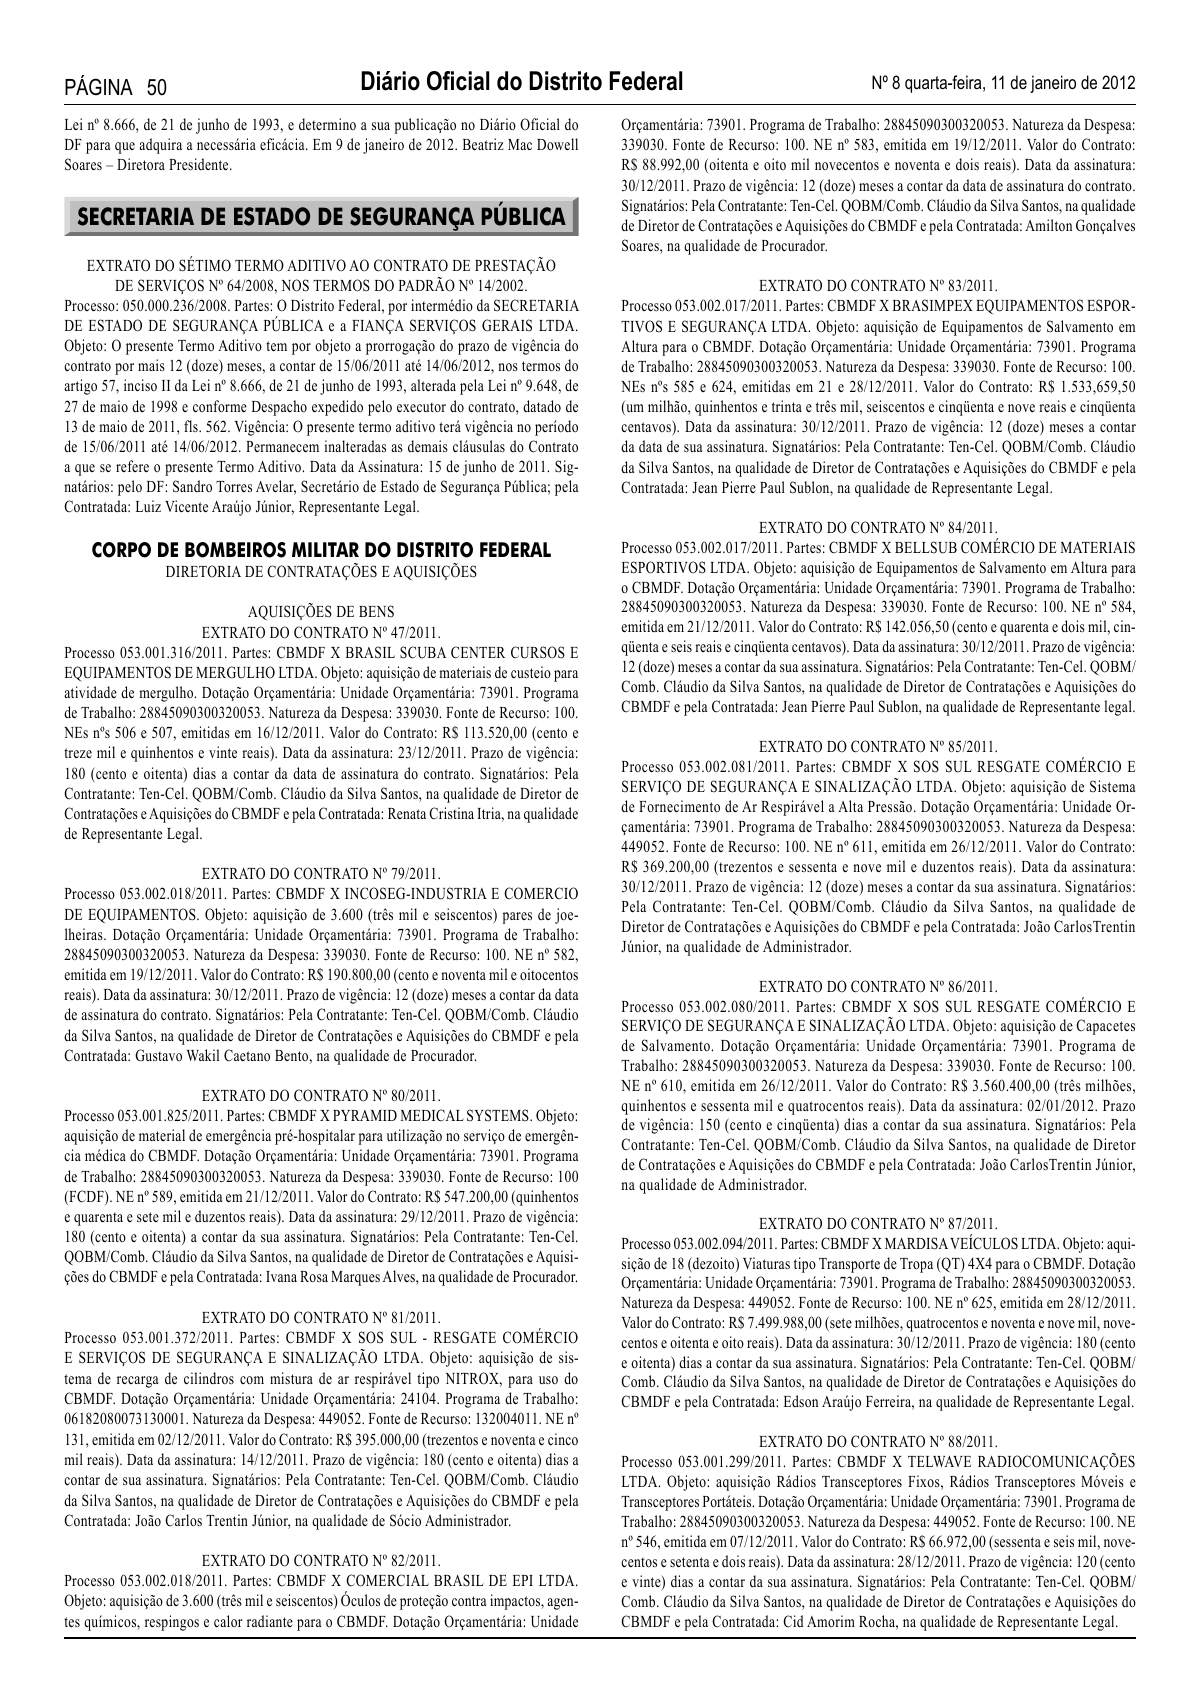 PÁGINA 50
Diário Oficial do Distrito Federal
Nº 8 quarta-feira, 11 de janeiro de 2012
Lei nº 8.666, de 21 de junho de 1993, e determino a sua publicação no Diário Oficial do
DF para que adquira a necessária eficácia. Em 9 de janeiro de 2012. Beatriz Mac Dowell
Soares – Diretora Presidente.
SECRETARIA DE ESTADO DE SEGURANÇA PÚBLICA
EXTRATO DO SÉTIMO TERMO ADITIVO AO CONTRATO DE PRESTAÇÃO
DE SERVIÇOS Nº 64/2008, NOS TERMOS DO PADRÃO Nº 14/2002.
Processo: 050.000.236/2008. Partes: O Distrito Federal, por intermédio da SECRETARIA
DE ESTADO DE SEGURANÇA PÚBLICA e a FIANÇA SERVIÇOS GERAIS LTDA.
Objeto: O presente Termo Aditivo tem por objeto a prorrogação do prazo de vigência do
contrato por mais 12 (doze) meses, a contar de 15/06/2011 até 14/06/2012, nos termos do
artigo 57, inciso II da Lei nº 8.666, de 21 de junho de 1993, alterada pela Lei nº 9.648, de
27 de maio de 1998 e conforme Despacho expedido pelo executor do contrato, datado de
13 de maio de 2011, fls. 562. Vigência: O presente termo aditivo terá vigência no período
de 15/06/2011 até 14/06/2012. Permanecem inalteradas as demais cláusulas do Contrato
a que se refere o presente Termo Aditivo. Data da Assinatura: 15 de junho de 2011. Sig-
natários: pelo DF: Sandro Torres Avelar, Secretário de Estado de Segurança Pública; pela
Contratada: Luiz Vicente Araújo Júnior, Representante Legal.
CORPO DE BOMBEIROS MILITAR DO DISTRITO FEDERAL
DIRETORIA DE CONTRATAÇÕES E AQUISIÇÕES
AQUISIÇÕES DE BENS
EXTRATO DO CONTRATO Nº 47/2011.
Processo 053.001.316/2011. Partes: CBMDF X BRASIL SCUBA CENTER CURSOS E
EQUIPAMENTOS DE MERGULHO LTDA. Objeto: aquisição de materiais de custeio para
atividade de mergulho. Dotação Orçamentária: Unidade Orçamentária: 73901. Programa
de Trabalho: 28845090300320053. Natureza da Despesa: 339030. Fonte de Recurso: 100.
NEs nºs 506 e 507, emitidas em 16/12/2011. Valor do Contrato: R$ 113.520,00 (cento e
treze mil e quinhentos e vinte reais). Data da assinatura: 23/12/2011. Prazo de vigência:
180 (cento e oitenta) dias a contar da data de assinatura do contrato. Signatários: Pela
Contratante: Ten-Cel. QOBM/Comb. Cláudio da Silva Santos, na qualidade de Diretor de
Contratações e Aquisições do CBMDF e pela Contratada: Renata Cristina Itria, na qualidade
de Representante Legal.
EXTRATO DO CONTRATO Nº 79/2011.
Processo 053.002.018/2011. Partes: CBMDF X INCOSEG-INDUSTRIA E COMERCIO
DE EQUIPAMENTOS. Objeto: aquisição de 3.600 (três mil e seiscentos) pares de joe-
lheiras. Dotação Orçamentária: Unidade Orçamentária: 73901. Programa de Trabalho:
28845090300320053. Natureza da Despesa: 339030. Fonte de Recurso: 100. NE nº 582,
emitida em 19/12/2011. Valor do Contrato: R$ 190.800,00 (cento e noventa mil e oitocentos
reais). Data da assinatura: 30/12/2011. Prazo de vigência: 12 (doze) meses a contar da data
de assinatura do contrato. Signatários: Pela Contratante: Ten-Cel. QOBM/Comb. Cláudio
da Silva Santos, na qualidade de Diretor de Contratações e Aquisições do CBMDF e pela
Contratada: Gustavo Wakil Caetano Bento, na qualidade de Procurador.
EXTRATO DO CONTRATO Nº 80/2011.
Processo 053.001.825/2011. Partes: CBMDF X PYRAMID MEDICAL SYSTEMS. Objeto:
aquisição de material de emergência pré-hospitalar para utilização no serviço de emergên-
cia médica do CBMDF. Dotação Orçamentária: Unidade Orçamentária: 73901. Programa
de Trabalho: 28845090300320053. Natureza da Despesa: 339030. Fonte de Recurso: 100
(FCDF). NE nº 589, emitida em 21/12/2011. Valor do Contrato: R$ 547.200,00 (quinhentos
e quarenta e sete mil e duzentos reais). Data da assinatura: 29/12/2011. Prazo de vigência:
180 (cento e oitenta) a contar da sua assinatura. Signatários: Pela Contratante: Ten-Cel.
QOBM/Comb. Cláudio da Silva Santos, na qualidade de Diretor de Contratações e Aquisi-
ções do CBMDF e pela Contratada: Ivana Rosa Marques Alves, na qualidade de Procurador.
EXTRATO DO CONTRATO Nº 81/2011.
Processo 053.001.372/2011. Partes: CBMDF X SOS SUL - RESGATE COMÉRCIO
E SERVIÇOS DE SEGURANÇA E SINALIZAÇÃO LTDA. Objeto: aquisição de sis-
tema de recarga de cilindros com mistura de ar respirável tipo NITROX, para uso do
CBMDF. Dotação Orçamentária: Unidade Orçamentária: 24104. Programa de Trabalho:
06182080073130001. Natureza da Despesa: 449052. Fonte de Recurso: 132004011. NE nº
131, emitida em 02/12/2011. Valor do Contrato: R$ 395.000,00 (trezentos e noventa e cinco
mil reais). Data da assinatura: 14/12/2011. Prazo de vigência: 180 (cento e oitenta) dias a
contar de sua assinatura. Signatários: Pela Contratante: Ten-Cel. QOBM/Comb. Cláudio
da Silva Santos, na qualidade de Diretor de Contratações e Aquisições do CBMDF e pela
Contratada: João Carlos Trentin Júnior, na qualidade de Sócio Administrador.
EXTRATO DO CONTRATO Nº 82/2011.
Processo 053.002.018/2011. Partes: CBMDF X COMERCIAL BRASIL DE EPI LTDA.
Objeto: aquisição de 3.600 (três mil e seiscentos) Óculos de proteção contra impactos, agen-
tes químicos, respingos e calor radiante para o CBMDF. Dotação Orçamentária: Unidade
Orçamentária: 73901. Programa de Trabalho: 28845090300320053. Natureza da Despesa:
339030. Fonte de Recurso: 100. NE nº 583, emitida em 19/12/2011. Valor do Contrato:
R$ 88.992,00 (oitenta e oito mil novecentos e noventa e dois reais). Data da assinatura:
30/12/2011. Prazo de vigência: 12 (doze) meses a contar da data de assinatura do contrato.
Signatários: Pela Contratante: Ten-Cel. QOBM/Comb. Cláudio da Silva Santos, na qualidade
de Diretor de Contratações e Aquisições do CBMDF e pela Contratada: Amilton Gonçalves
Soares, na qualidade de Procurador.
EXTRATO DO CONTRATO Nº 83/2011.
Processo 053.002.017/2011. Partes: CBMDF X BRASIMPEX EQUIPAMENTOS ESPOR-
TIVOS E SEGURANÇA LTDA. Objeto: aquisição de Equipamentos de Salvamento em
Altura para o CBMDF. Dotação Orçamentária: Unidade Orçamentária: 73901. Programa
de Trabalho: 28845090300320053. Natureza da Despesa: 339030. Fonte de Recurso: 100.
NEs nºs 585 e 624, emitidas em 21 e 28/12/2011. Valor do Contrato: R$ 1.533,659,50
(um milhão, quinhentos e trinta e três mil, seiscentos e cinqüenta e nove reais e cinqüenta
centavos). Data da assinatura: 30/12/2011. Prazo de vigência: 12 (doze) meses a contar
da data de sua assinatura. Signatários: Pela Contratante: Ten-Cel. QOBM/Comb. Cláudio
da Silva Santos, na qualidade de Diretor de Contratações e Aquisições do CBMDF e pela
Contratada: Jean Pierre Paul Sublon, na qualidade de Representante Legal.
EXTRATO DO CONTRATO Nº 84/2011.
Processo 053.002.017/2011. Partes: CBMDF X BELLSUB COMÉRCIO DE MATERIAIS
ESPORTIVOS LTDA. Objeto: aquisição de Equipamentos de Salvamento em Altura para
o CBMDF. Dotação Orçamentária: Unidade Orçamentária: 73901. Programa de Trabalho:
28845090300320053. Natureza da Despesa: 339030. Fonte de Recurso: 100. NE nº 584,
emitida em 21/12/2011. Valor do Contrato: R$ 142.056,50 (cento e quarenta e dois mil, cin-
qüenta e seis reais e cinqüenta centavos). Data da assinatura: 30/12/2011. Prazo de vigência:
12 (doze) meses a contar da sua assinatura. Signatários: Pela Contratante: Ten-Cel. QOBM/
Comb. Cláudio da Silva Santos, na qualidade de Diretor de Contratações e Aquisições do
CBMDF e pela Contratada: Jean Pierre Paul Sublon, na qualidade de Representante legal.
EXTRATO DO CONTRATO Nº 85/2011.
Processo 053.002.081/2011. Partes: CBMDF X SOS SUL RESGATE COMÉRCIO E
SERVIÇO DE SEGURANÇA E SINALIZAÇÃO LTDA. Objeto: aquisição de Sistema
de Fornecimento de Ar Respirável a Alta Pressão. Dotação Orçamentária: Unidade Or-
çamentária: 73901. Programa de Trabalho: 28845090300320053. Natureza da Despesa:
449052. Fonte de Recurso: 100. NE nº 611, emitida em 26/12/2011. Valor do Contrato:
R$ 369.200,00 (trezentos e sessenta e nove mil e duzentos reais). Data da assinatura:
30/12/2011. Prazo de vigência: 12 (doze) meses a contar da sua assinatura. Signatários:
Pela Contratante: Ten-Cel. QOBM/Comb. Cláudio da Silva Santos, na qualidade de
Diretor de Contratações e Aquisições do CBMDF e pela Contratada: João CarlosTrentin
Júnior, na qualidade de Administrador.
EXTRATO DO CONTRATO Nº 86/2011.
Processo 053.002.080/2011. Partes: CBMDF X SOS SUL RESGATE COMÉRCIO E
SERVIÇO DE SEGURANÇA E SINALIZAÇÃO LTDA. Objeto: aquisição de Capacetes
de Salvamento. Dotação Orçamentária: Unidade Orçamentária: 73901. Programa de
Trabalho: 28845090300320053. Natureza da Despesa: 339030. Fonte de Recurso: 100.
NE nº 610, emitida em 26/12/2011. Valor do Contrato: R$ 3.560.400,00 (três milhões,
quinhentos e sessenta mil e quatrocentos reais). Data da assinatura: 02/01/2012. Prazo
de vigência: 150 (cento e cinqüenta) dias a contar da sua assinatura. Signatários: Pela
Contratante: Ten-Cel. QOBM/Comb. Cláudio da Silva Santos, na qualidade de Diretor
de Contratações e Aquisições do CBMDF e pela Contratada: João CarlosTrentin Júnior,
na qualidade de Administrador.
EXTRATO DO CONTRATO Nº 87/2011.
Processo 053.002.094/2011. Partes: CBMDF X MARDISA VEÍCULOS LTDA. Objeto: aqui-
sição de 18 (dezoito) Viaturas tipo Transporte de Tropa (QT) 4X4 para o CBMDF. Dotação
Orçamentária: Unidade Orçamentária: 73901. Programa de Trabalho: 28845090300320053.
Natureza da Despesa: 449052. Fonte de Recurso: 100. NE nº 625, emitida em 28/12/2011.
Valor do Contrato: R$ 7.499.988,00 (sete milhões, quatrocentos e noventa e nove mil, nove-
centos e oitenta e oito reais). Data da assinatura: 30/12/2011. Prazo de vigência: 180 (cento
e oitenta) dias a contar da sua assinatura. Signatários: Pela Contratante: Ten-Cel. QOBM/
Comb. Cláudio da Silva Santos, na qualidade de Diretor de Contratações e Aquisições do
CBMDF e pela Contratada: Edson Araújo Ferreira, na qualidade de Representante Legal.
EXTRATO DO CONTRATO Nº 88/2011.
Processo 053.001.299/2011. Partes: CBMDF X TELWAVE RADIOCOMUNICAÇÕES
LTDA. Objeto: aquisição Rádios Transceptores Fixos, Rádios Transceptores Móveis e
Transceptores Portáteis. Dotação Orçamentária: Unidade Orçamentária: 73901. Programa de
Trabalho: 28845090300320053. Natureza da Despesa: 449052. Fonte de Recurso: 100. NE
nº 546, emitida em 07/12/2011. Valor do Contrato: R$ 66.972,00 (sessenta e seis mil, nove-
centos e setenta e dois reais). Data da assinatura: 28/12/2011. Prazo de vigência: 120 (cento
e vinte) dias a contar da sua assinatura. Signatários: Pela Contratante: Ten-Cel. QOBM/
Comb. Cláudio da Silva Santos, na qualidade de Diretor de Contratações e Aquisições do
CBMDF e pela Contratada: Cid Amorim Rocha, na qualidade de Representante Legal.